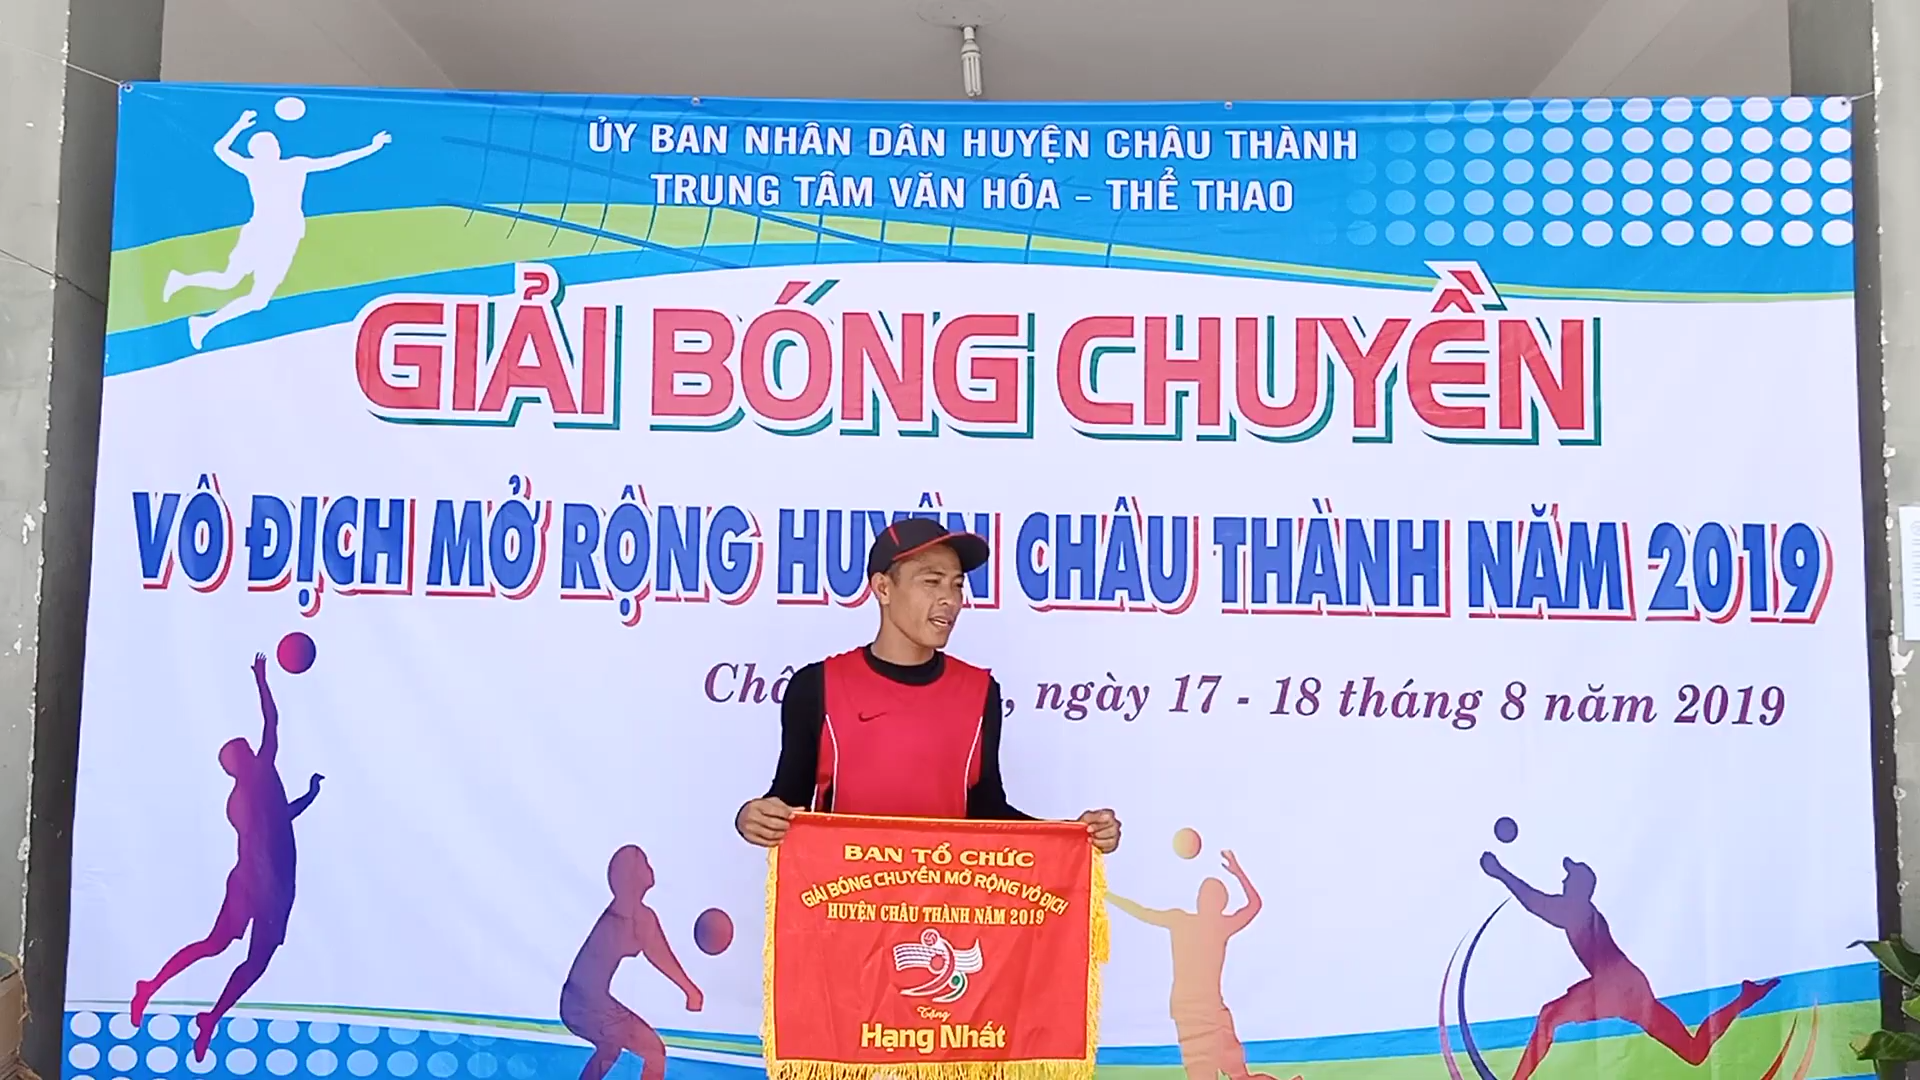 ỦY BAN NHÂN DÂN HUYỆN CHÂU THÀNH
TRUNG TÂM VĂN HÓA - THỂ THAO
GIẢI BÓNG CHUYỀN
VÔ ĐỊCH MỞ RỘNG HUYỆN CHÂU THÀNH NĂM 2019
ngày 17 - 18 tháng 8 năm 2019
BAN TỔ CHỨC
GIẢI BÓNG CHUYỀN MỞ RỘNG VÔ ĐỊCH
HUYỆN CHÂU THÀNH NĂM 2019
Tặng
Hạng Nhất